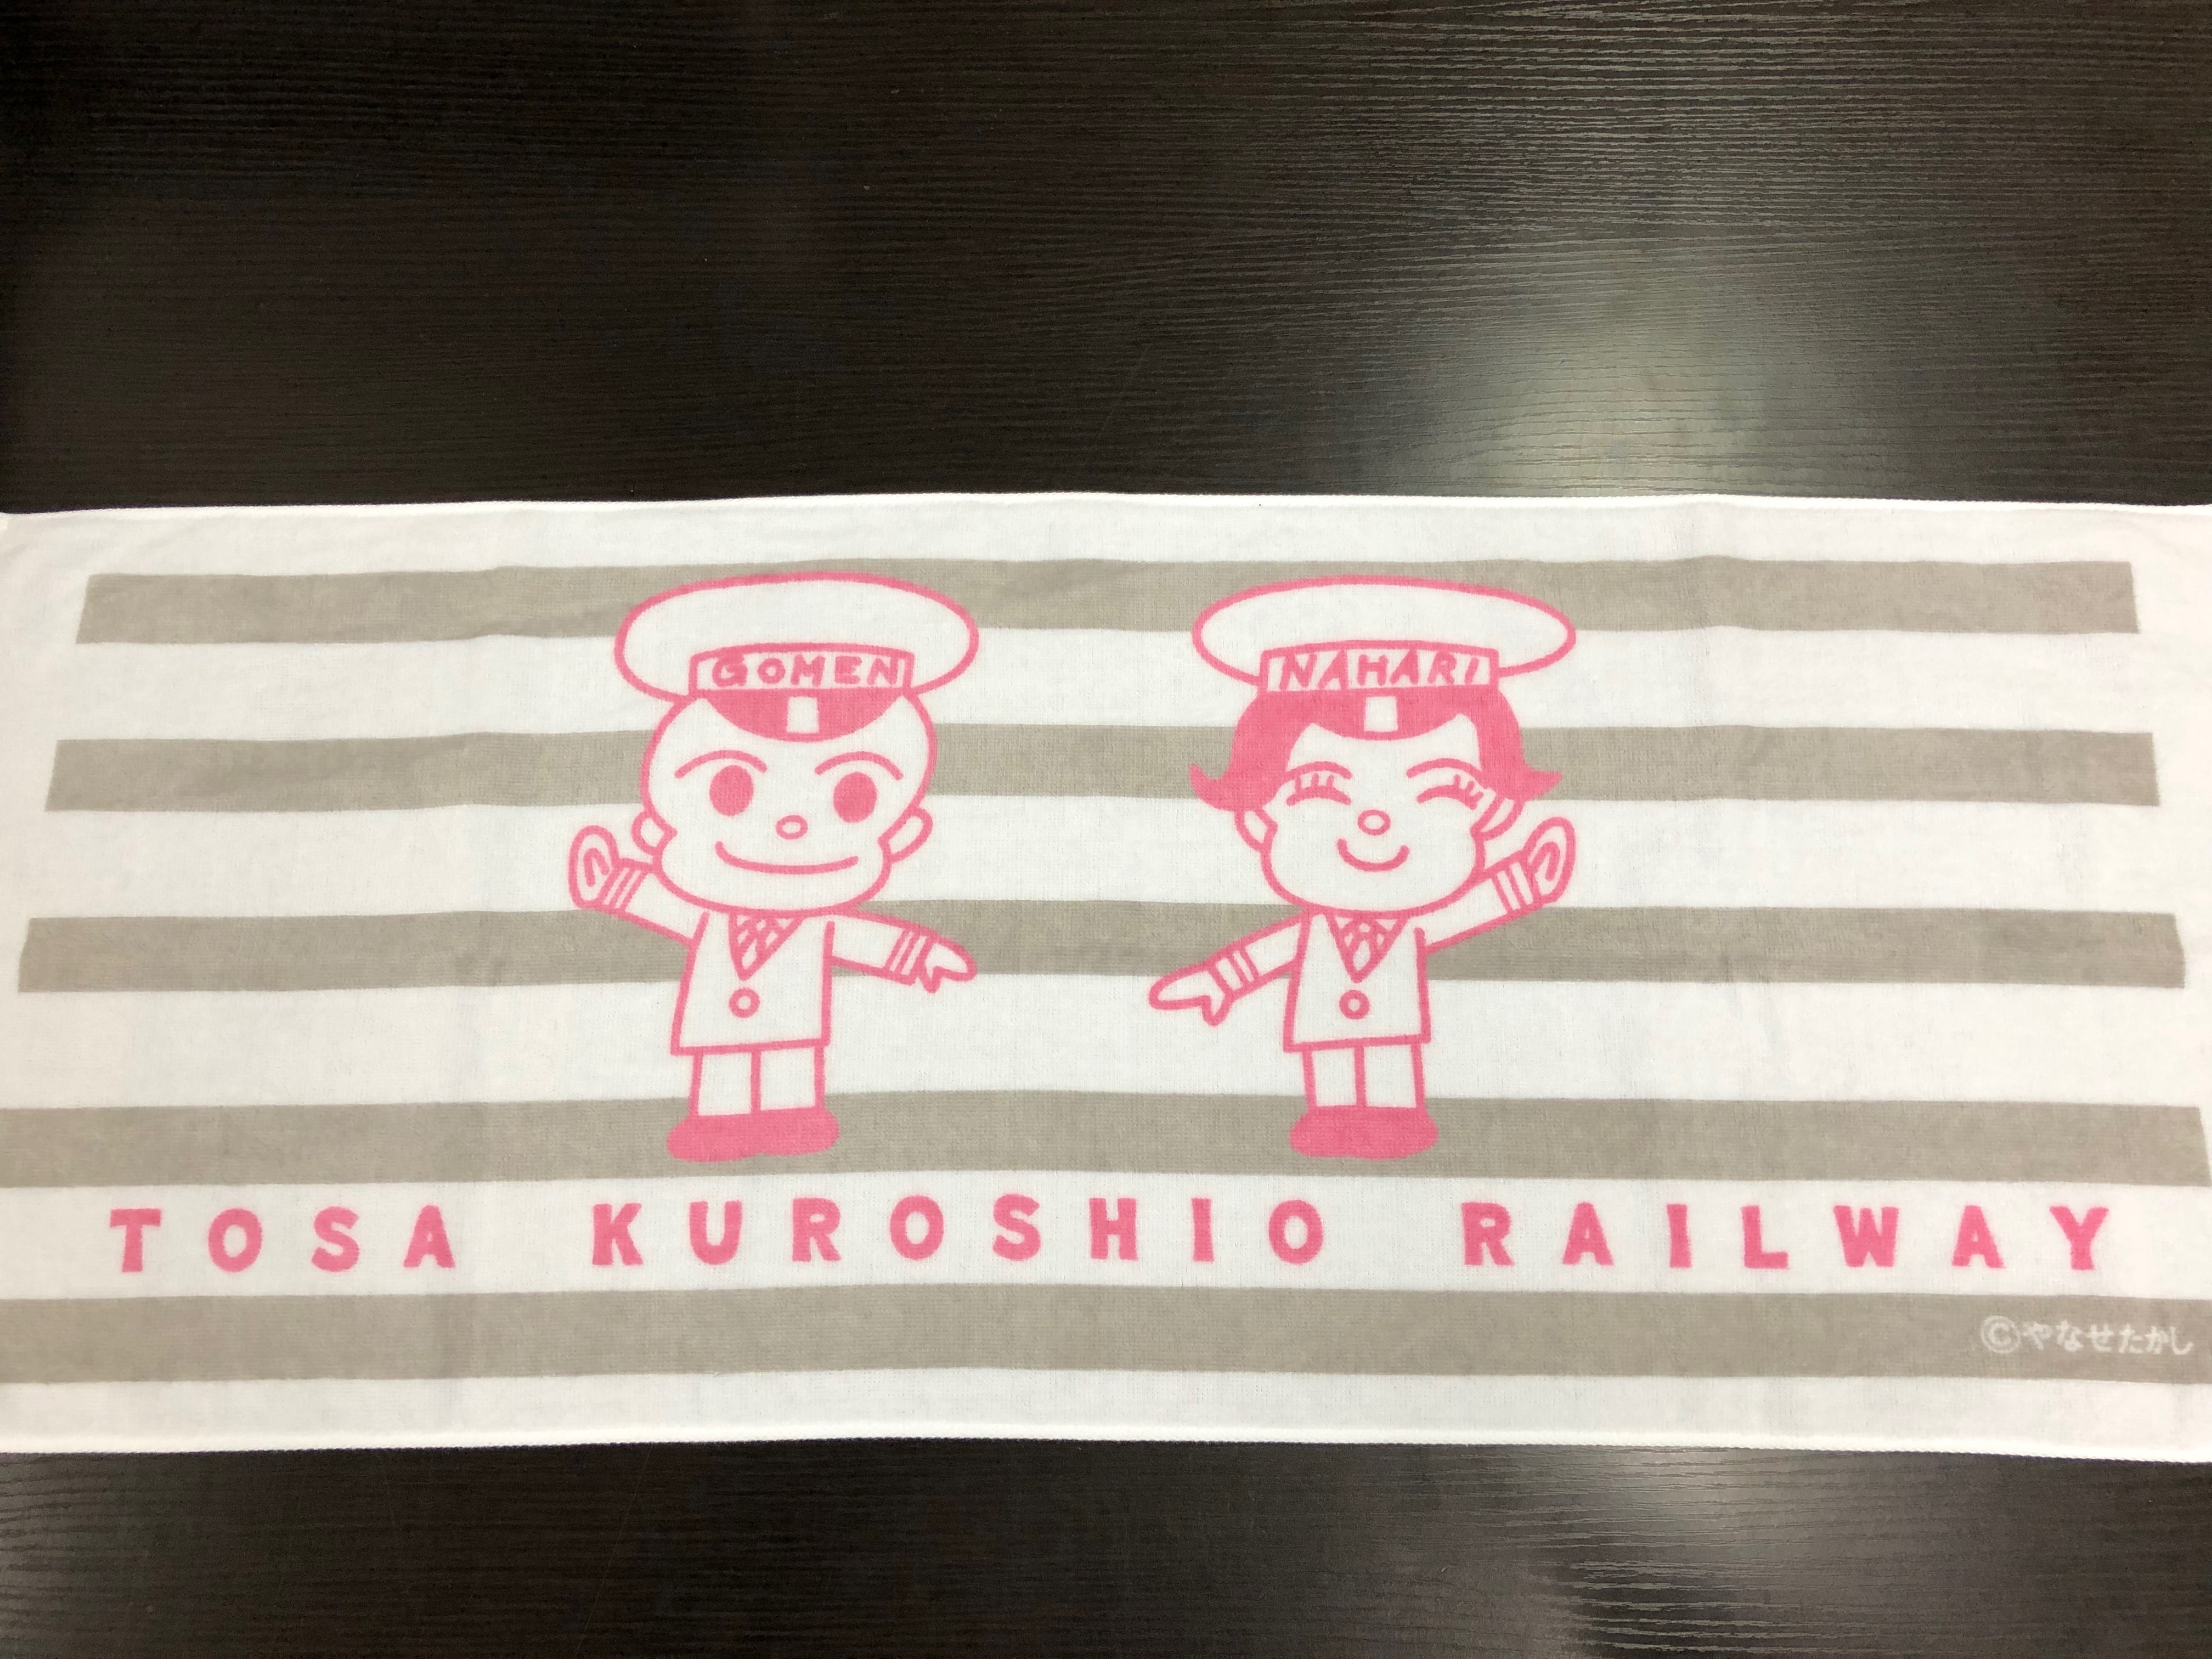 GOMEN
NAHARI
TOSA KUROSHIO RAILWAY
©やなせたかし